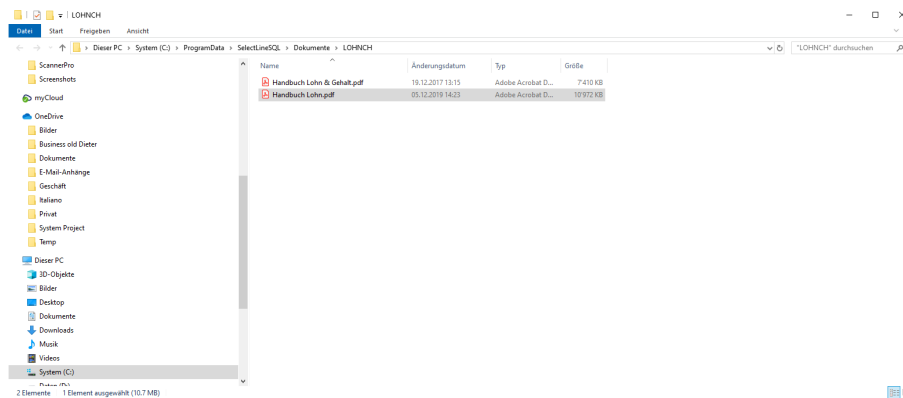 LOHNCH
Datei Start Freigeben Ansicht
Dieser PC > System (C:) > ProgramData > SelectLineSQL > Dokumente > LOHNCH
"LOHNCH" durchsuchen
ScannerPro
Screenshots
myCloud
OneDrive
Bilder
Business old Dieter
Dokumente
E-Mail-Anhänge
Geschäft
Italiano
Privat
System Project
Temp
Dieser PC
3D-Objekte
Bilder
Desktop
Dokumente
Downloads
Musik
Videos
System (C:)
Daten (D:)
Name Änderungsdatum Typ Größe
Handbuch Lohn & Gehalt.pdf 19.12.2017 13:15 Adobe Acrobat D... 7'410 KB
Handbuch Lohn.pdf 05.12.2019 14:23 Adobe Acrobat D... 10'972 KB
2 Elemente 1 Element ausgewählt (10.7 MB)